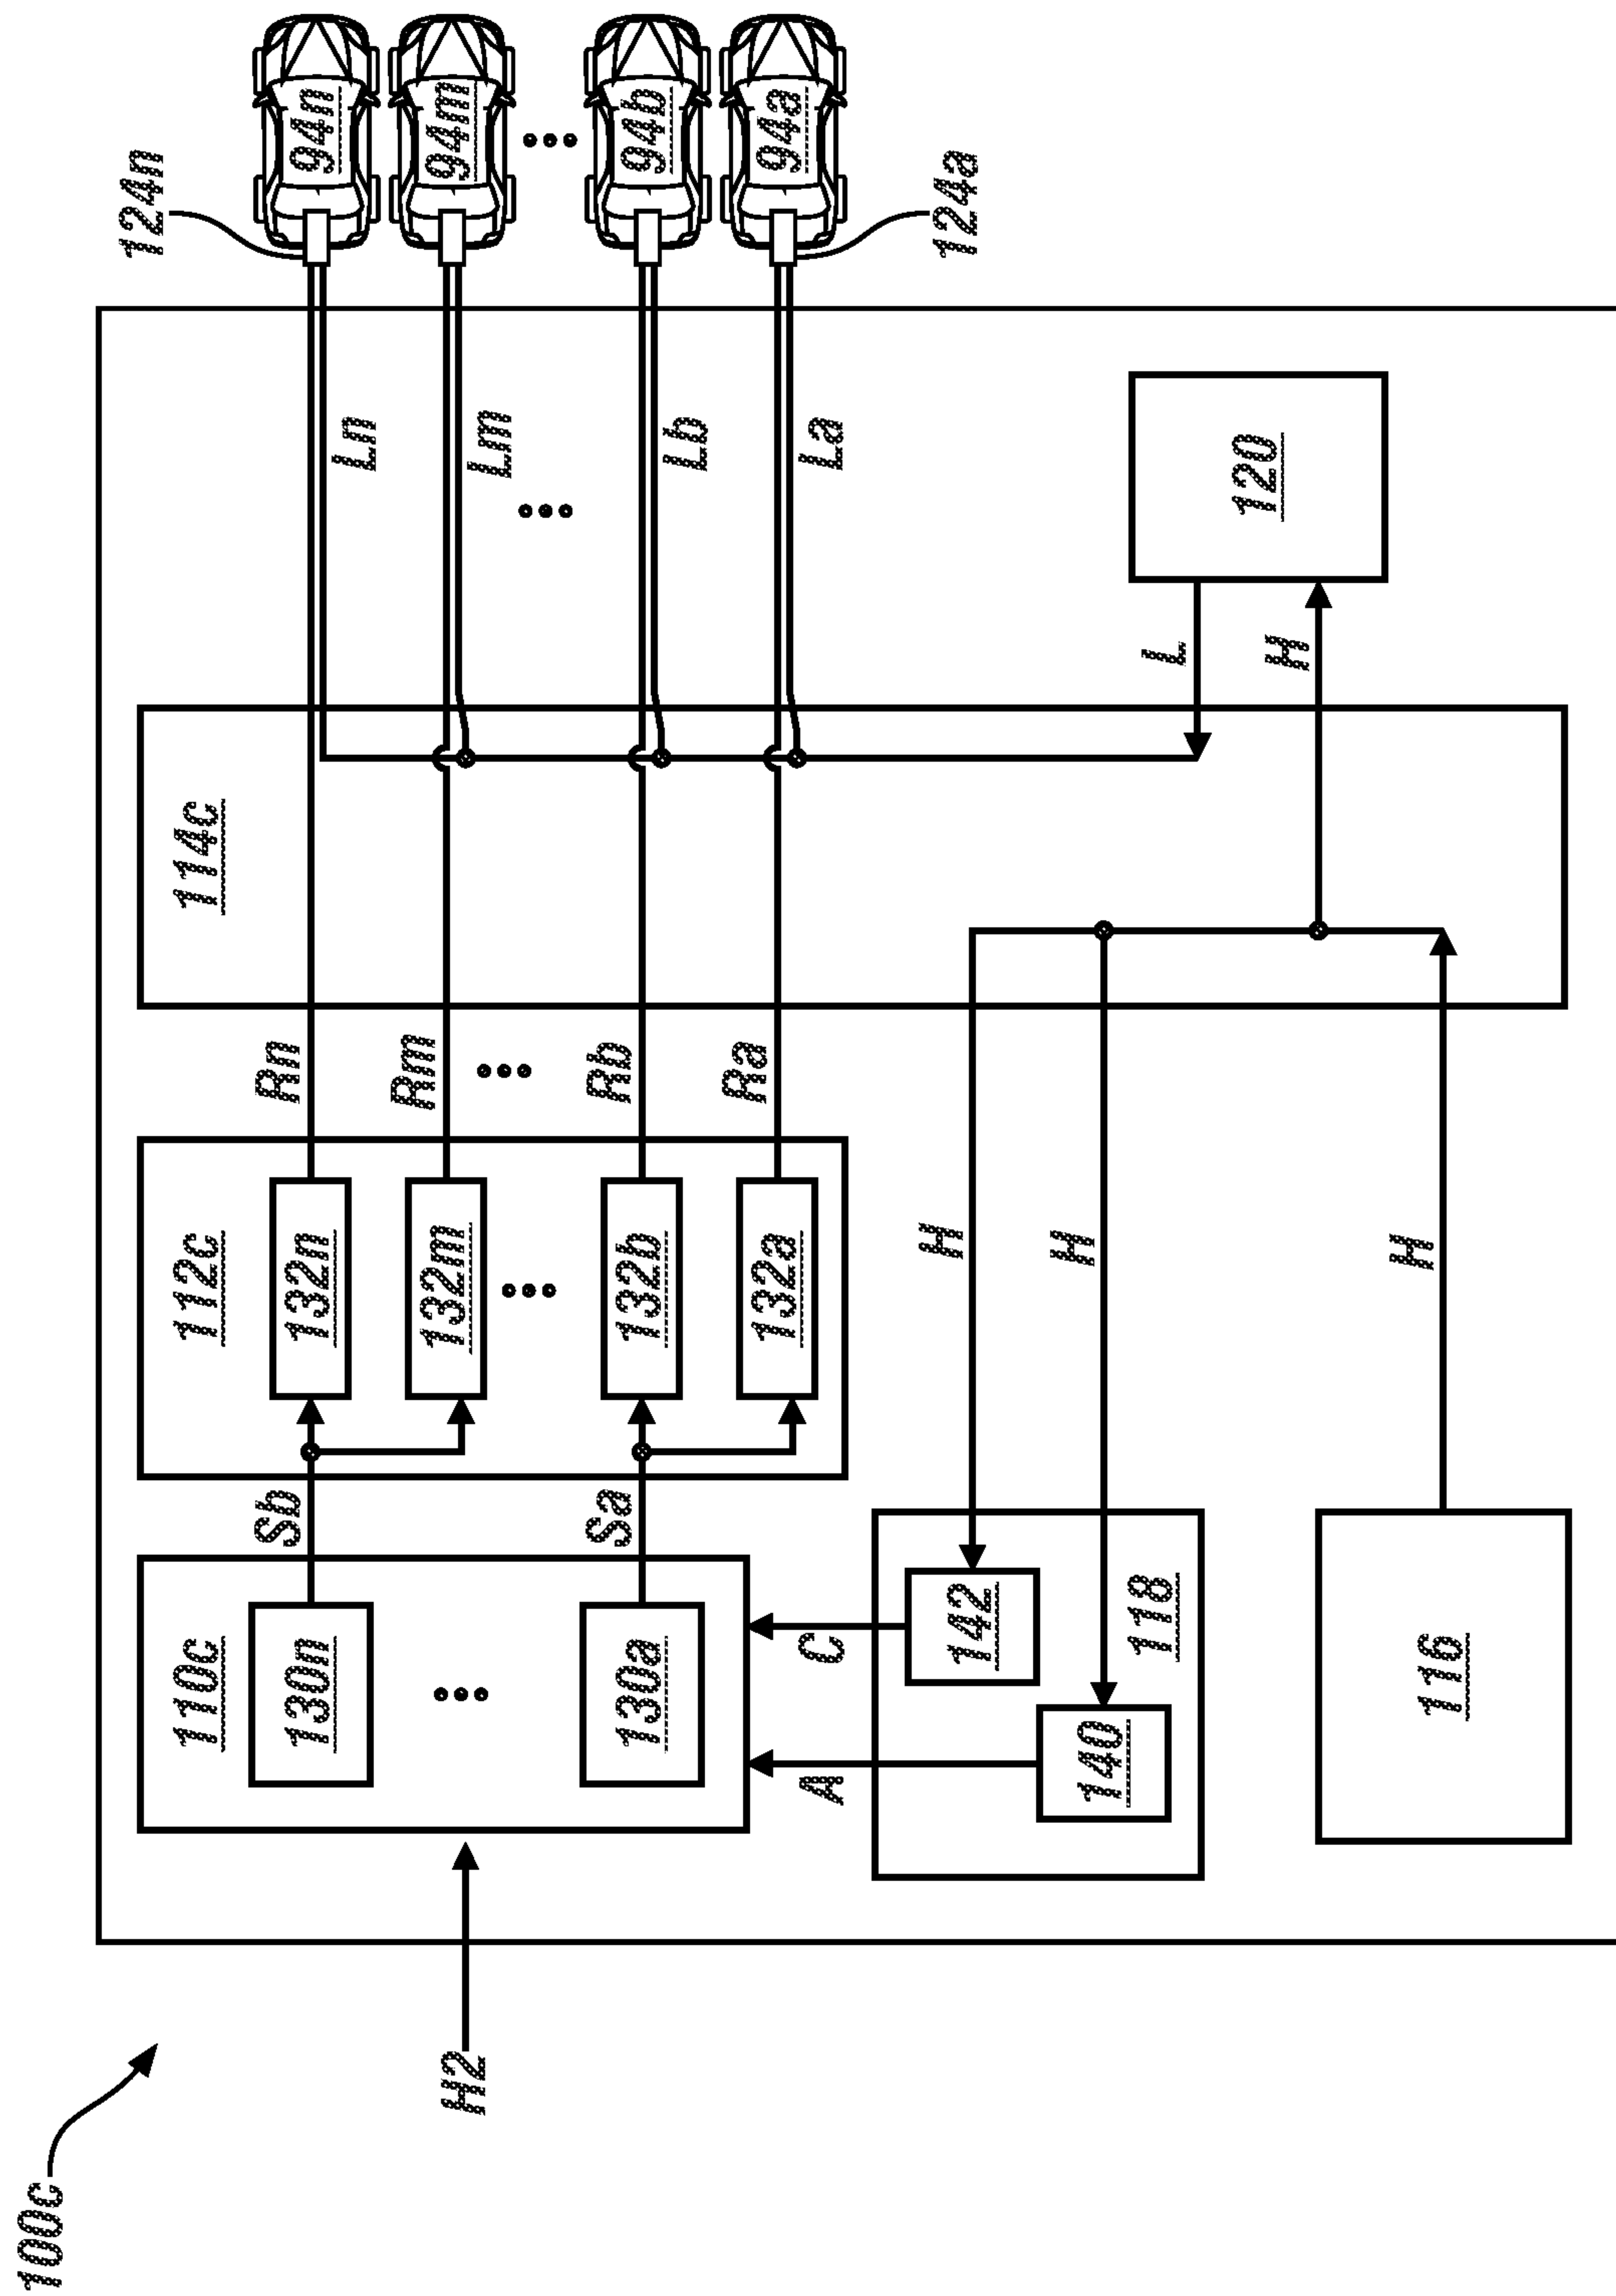 100c
H2
110c
130n
130a
Sb
Sa
112c
132n
132m
132b
132a
Rn
Rm
Rb
Ra
114c
Ln
Lm
Lb
La
124n
94n
94m
94b
94a
124a
C
A
142
140
118
H
H
H
116
L
H
120